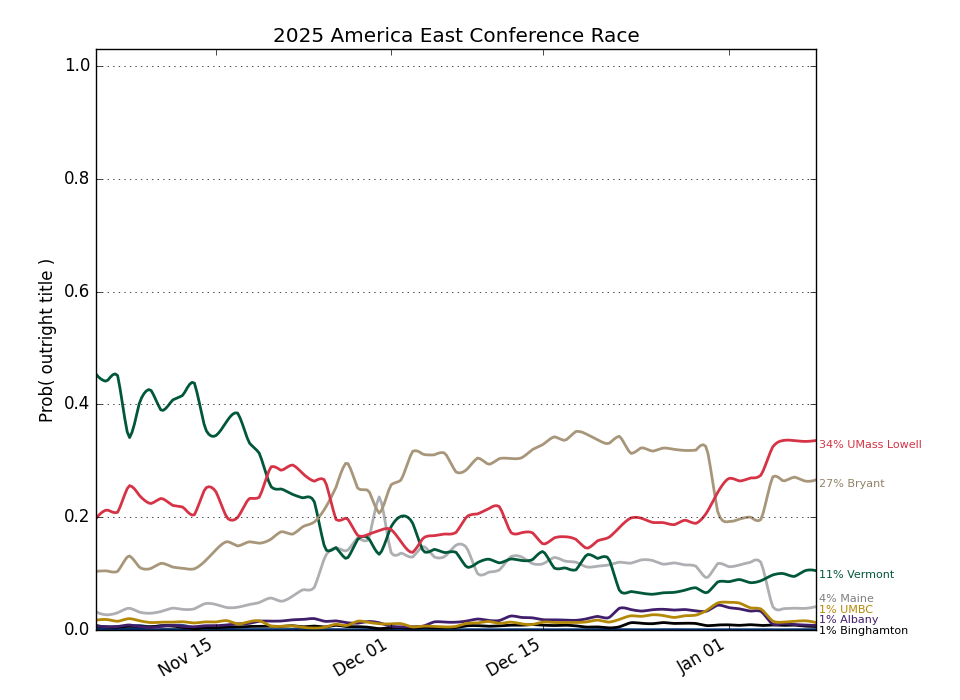 2025 America East Conference Race
Prob( outright title )
1.0
0.8
0.6
0.4
0.2
0.0
34% UMass Lowell
27% Bryant
11% Vermont
4% Maine
1% UMBC
1% Albany
1% Binghamton
Nov 15
Dec 01
Dec 15
Jan 01